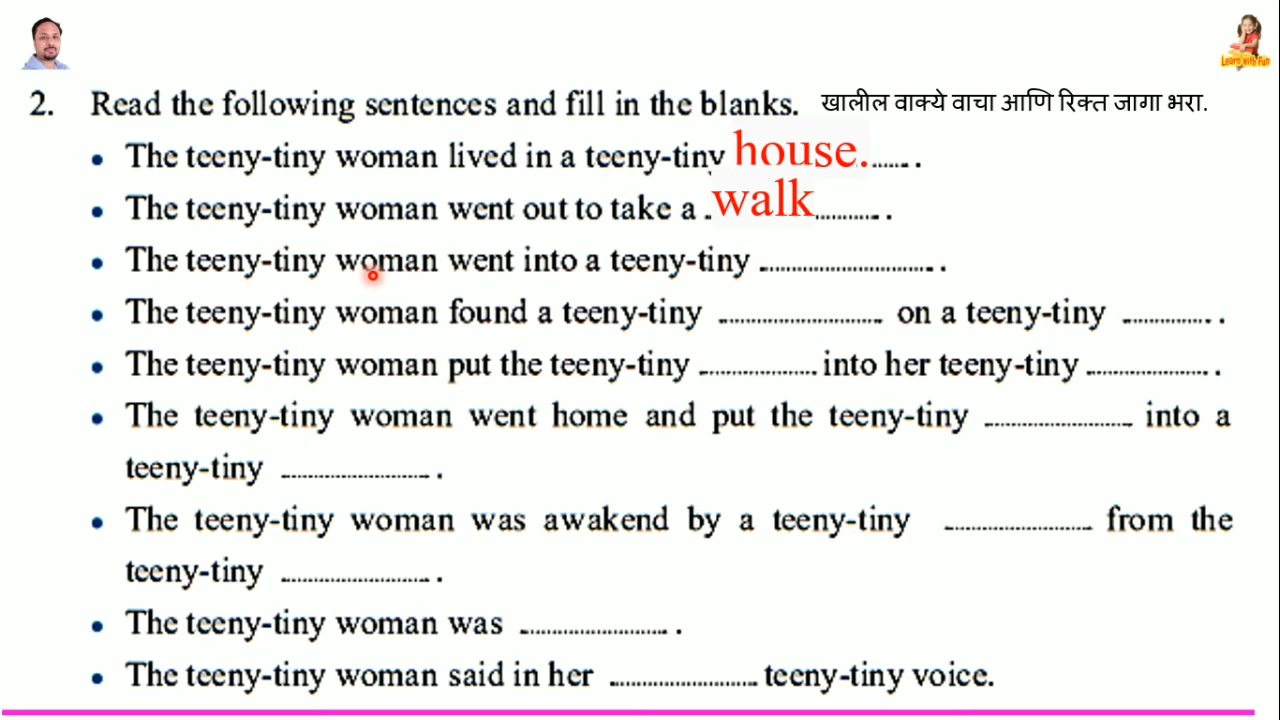 Learn with Fun
2. Read the following sentences and fill in the blanks. खालील वाक्ये वाचा आणि रिक्त जागा भरा.
• The teeny-tiny woman lived in a teeny-tiny house. ....... .
• The teeny-tiny woman went out to take a .walk............ .
• The teeny-tiny woman went into a teeny-tiny ................................ .
• The teeny-tiny woman found a teeny-tiny ............................... on a teeny-tiny ................ .
• The teeny-tiny woman put the teeny-tiny ...................... into her teeny-tiny ....................... .
• The teeny-tiny woman went home and put the teeny-tiny ............................ into a
teeny-tiny ............................ .
• The teeny-tiny woman was awakend by a teeny-tiny ............................ from the
teeny-tiny ............................ .
• The teeny-tiny woman was ............................ .
• The teeny-tiny woman said in her ............................ teeny-tiny voice.